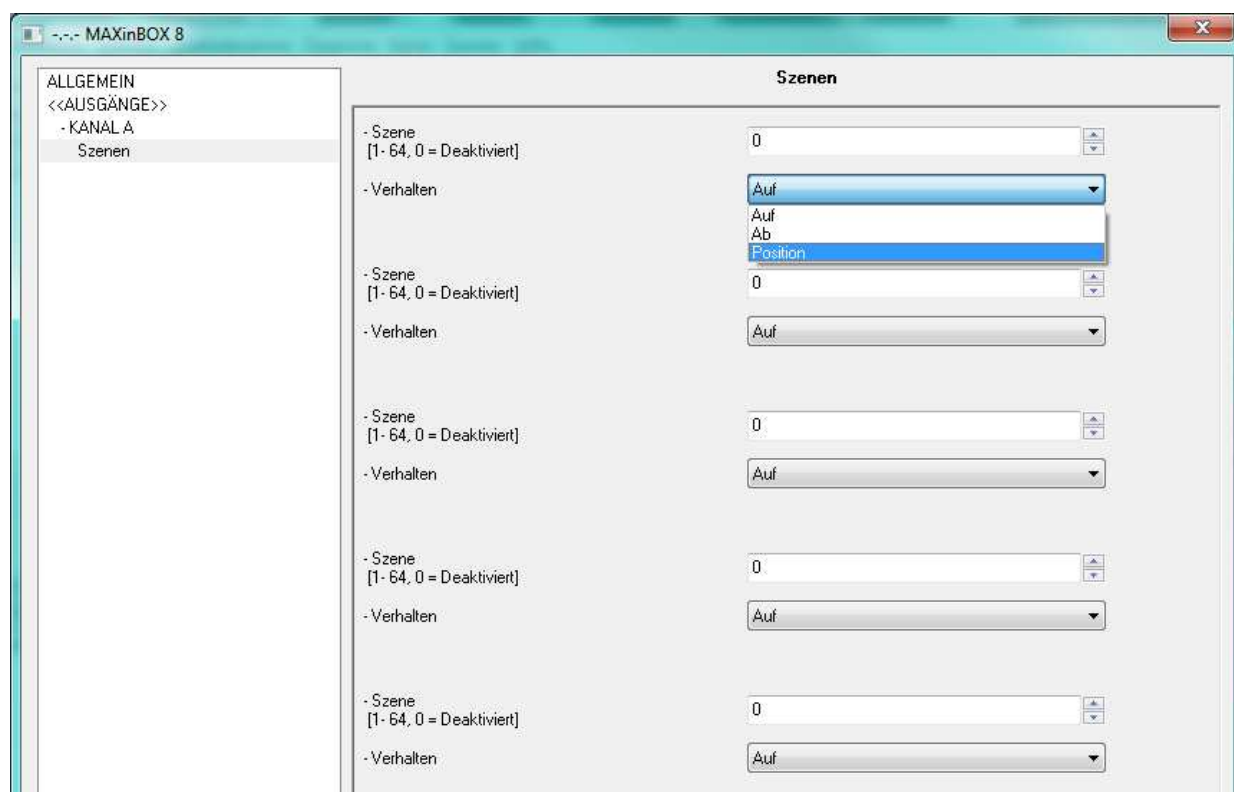 -.-.- MAXinBOX 8
ALLGEMEIN
<<AUSGÄNGE>>
- KANAL A
Szenen
Szenen
- Szene
[1- 64, 0 = Deaktiviert]
0
- Verhalten
Auf
Auf
Ab
Position
- Szene
[1- 64, 0 = Deaktiviert]
0
- Verhalten
Auf
- Szene
[1- 64, 0 = Deaktiviert]
0
- Verhalten
Auf
- Szene
[1- 64, 0 = Deaktiviert]
0
- Verhalten
Auf
- Szene
[1- 64, 0 = Deaktiviert]
0
- Verhalten
Auf